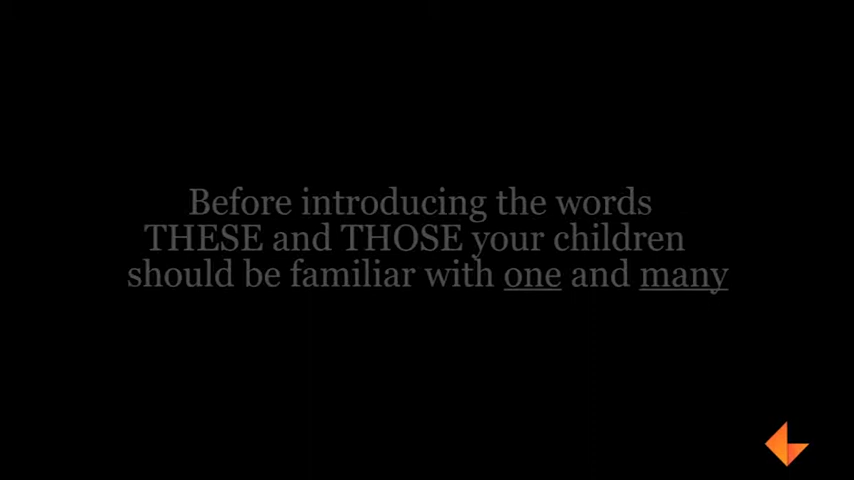 Before introducing the words
THESE and THOSE your children
should be familiar with one and many